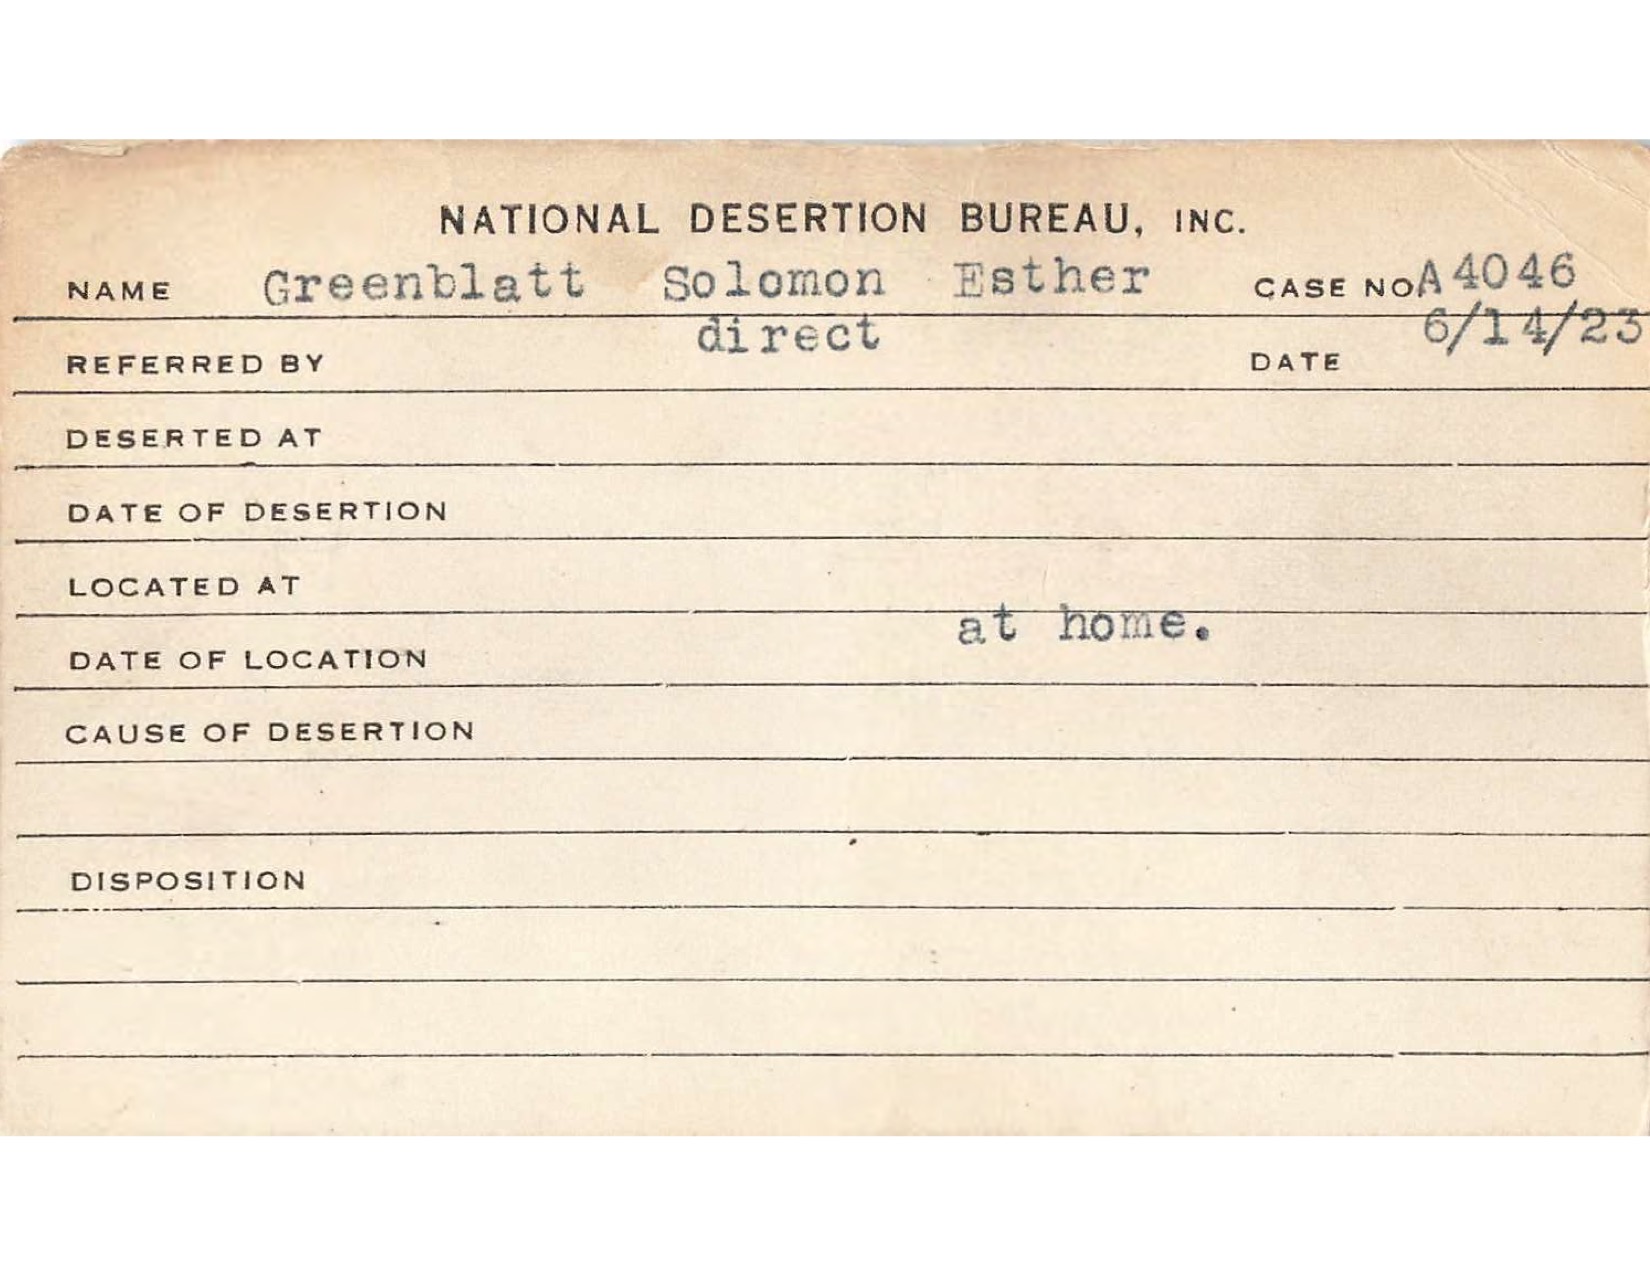 NATIONAL DESERTION BUREAU, INC.
NAME Greenblatt Solomon Esther CASE NO. A4046
REFERRED BY direct DATE 6/14/23
DESERTED AT
DATE OF DESERTION
LOCATED AT
at home.
DATE OF LOCATION
CAUSE OF DESERTION
DISPOSITION